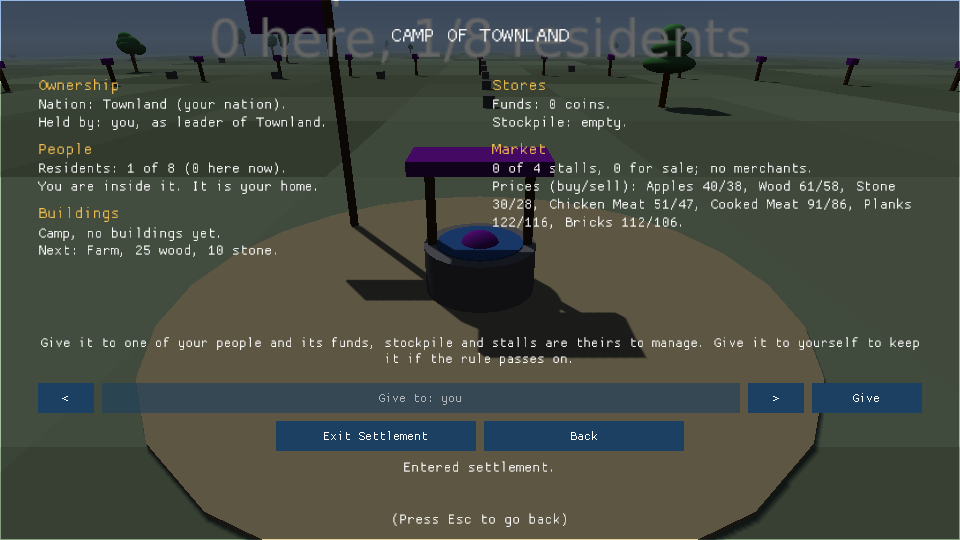 0 here, 1/8 residents
CAMP OF TOWNLAND
Ownership
Nation: Townland (your nation).
Held by: you, as leader of Townland.
People
Residents: 1 of 8 (0 here now).
You are inside it. It is your home.
Buildings
Camp, no buildings yet.
Next: Farm, 25 wood, 10 stone.
Stores
Funds: 0 coins.
Stockpile: empty.
Market
0 of 4 stalls, 0 for sale; no merchants.
Prices (buy/sell): Apples 40/38, Wood 61/58, Stone
30/28, Chicken Meat 51/47, Cooked Meat 91/86, Planks
122/116, Bricks 112/106.
Give it to one of your people and its funds, stockpile and stalls are theirs to manage. Give it to yourself to keep
it if the rule passes on.
< Give to: you > Give
Exit Settlement Back
Entered settlement.
(Press Esc to go back)